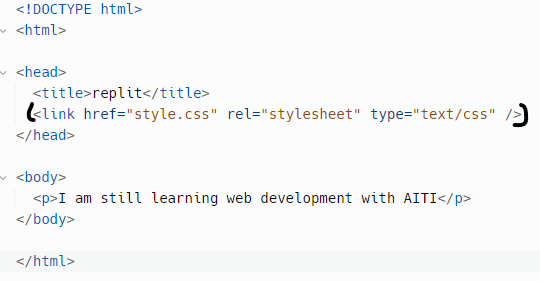 <!DOCTYPE html>
<html>
<head>
<title>replit</title>
(<link href="style.css" rel="stylesheet" type="text/css" />)
</head>
<body>
<p>I am still learning web development with AITI</p>
</body>
</html>